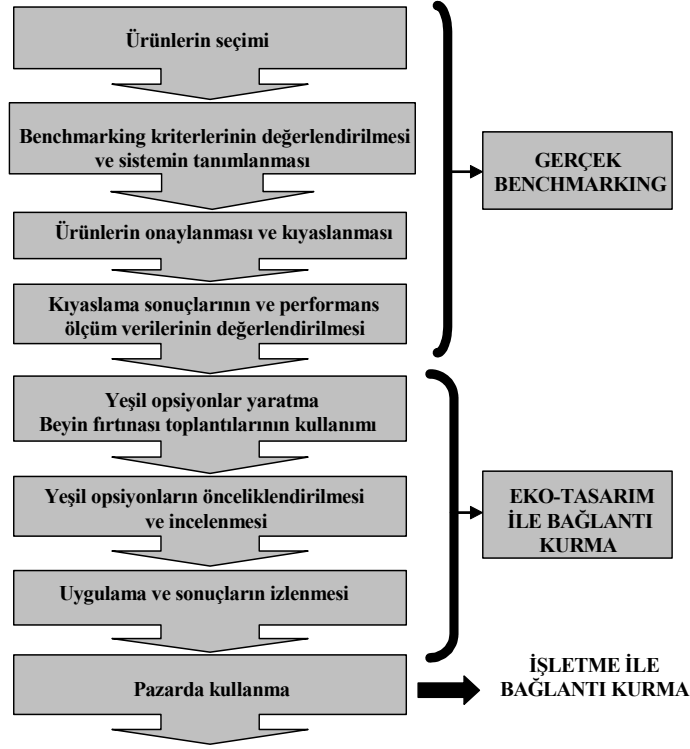 Ürünlerin seçimi
Benchmarking kriterlerinin değerlendirilmesi
ve sistemin tanımlanması
GERÇEK
BENCHMARKING
Ürünlerin onaylanması ve kıyaslanması
Kıyaslama sonuçlarının ve performans
ölçüm verilerinin değerlendirilmesi
Yeşil opsiyonlar yaratma
Beyin fırtınası toplantılarının kullanımı
Yeşil opsiyonların önceliklendirilmesi
ve incelenmesi
EKO-TASARIM
İLE BAĞLANTI
KURMA
Uygulama ve sonuçların izlenmesi
Pazarda kullanma
İŞLETME İLE
BAĞLANTI KURMA